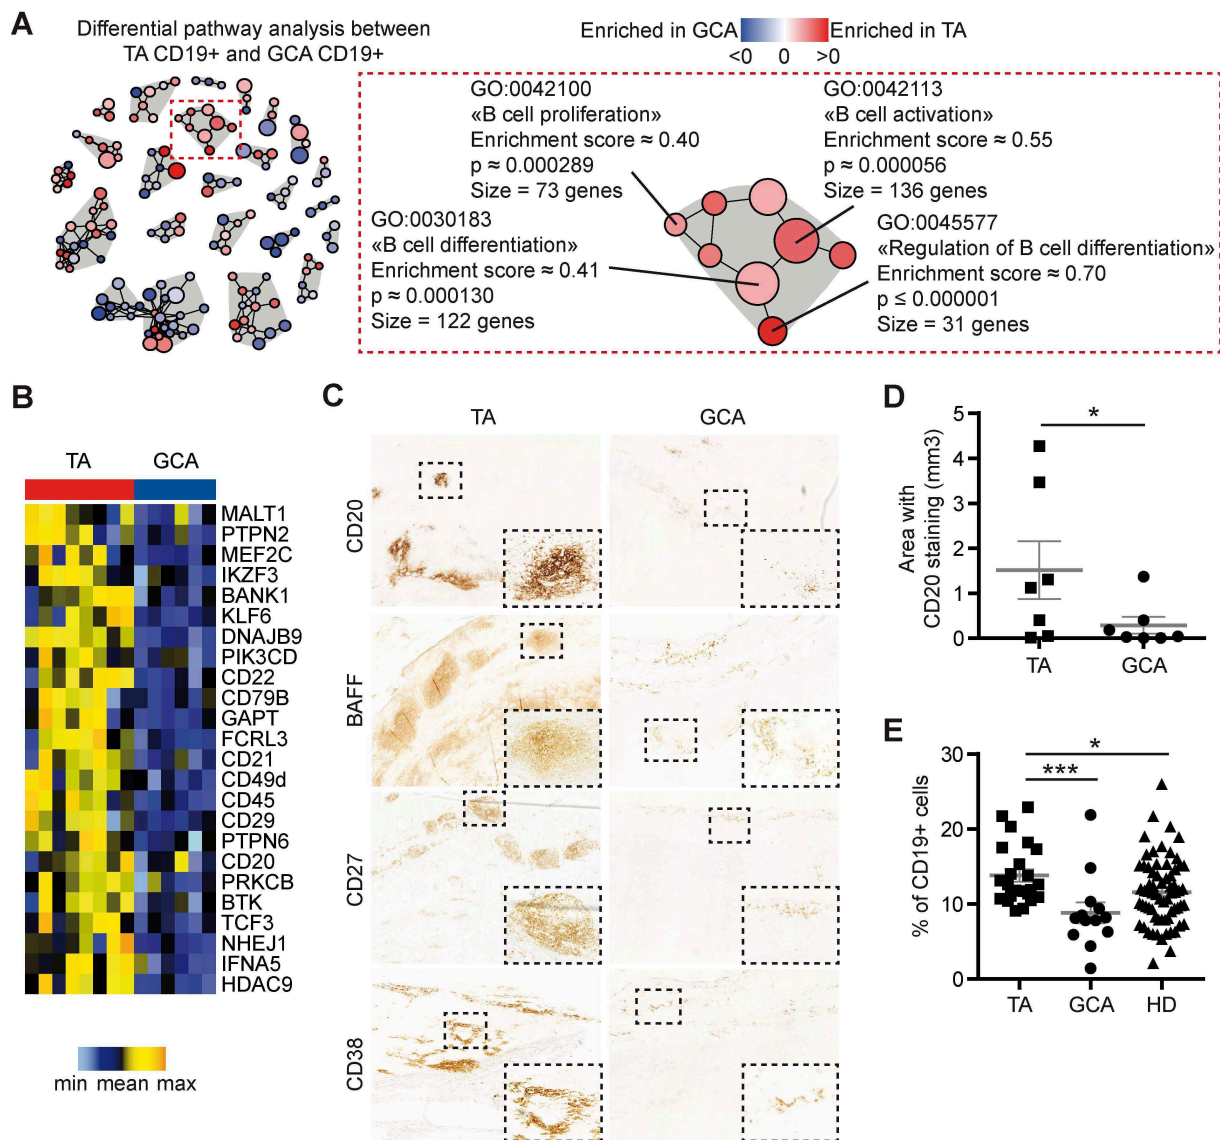 A
Differential pathway analysis between
TA CD19+ and GCA CD19+
Enriched in GCA
Enriched in TA
<0 0 >0
GO:0042100
«B cell proliferation»
Enrichment score ≈ 0.40
p ≈ 0.000289
Size = 73 genes
GO:0042113
«B cell activation»
Enrichment score ≈ 0.55
p ≈ 0.000056
Size = 136 genes
GO:0030183
«B cell differentiation»
Enrichment score ≈ 0.41
p ≈ 0.000130
Size = 122 genes
GO:0045577
«Regulation of B cell differentiation»
Enrichment score ≈ 0.70
p ≤ 0.000001
Size = 31 genes
B
TA GCA
MALT1
PTPN2
MEF2C
IKZF3
BANK1
KLF6
DNAJB9
PIK3CD
CD22
CD79B
GAPT
FCRL3
CD21
CD49d
CD45
CD29
PTPN6
CD20
PRKCB
BTK
TCF3
NHEJ1
IFNA5
HDAC9
min mean max
C
TA GCA
CD20
BAFF
CD27
CD38
D
Area with
CD20 staining (mm3)
5
4
3
2
1
0
*
TA GCA
E
% of CD19+ cells
30
20
10
0
*
***
TA GCA HD